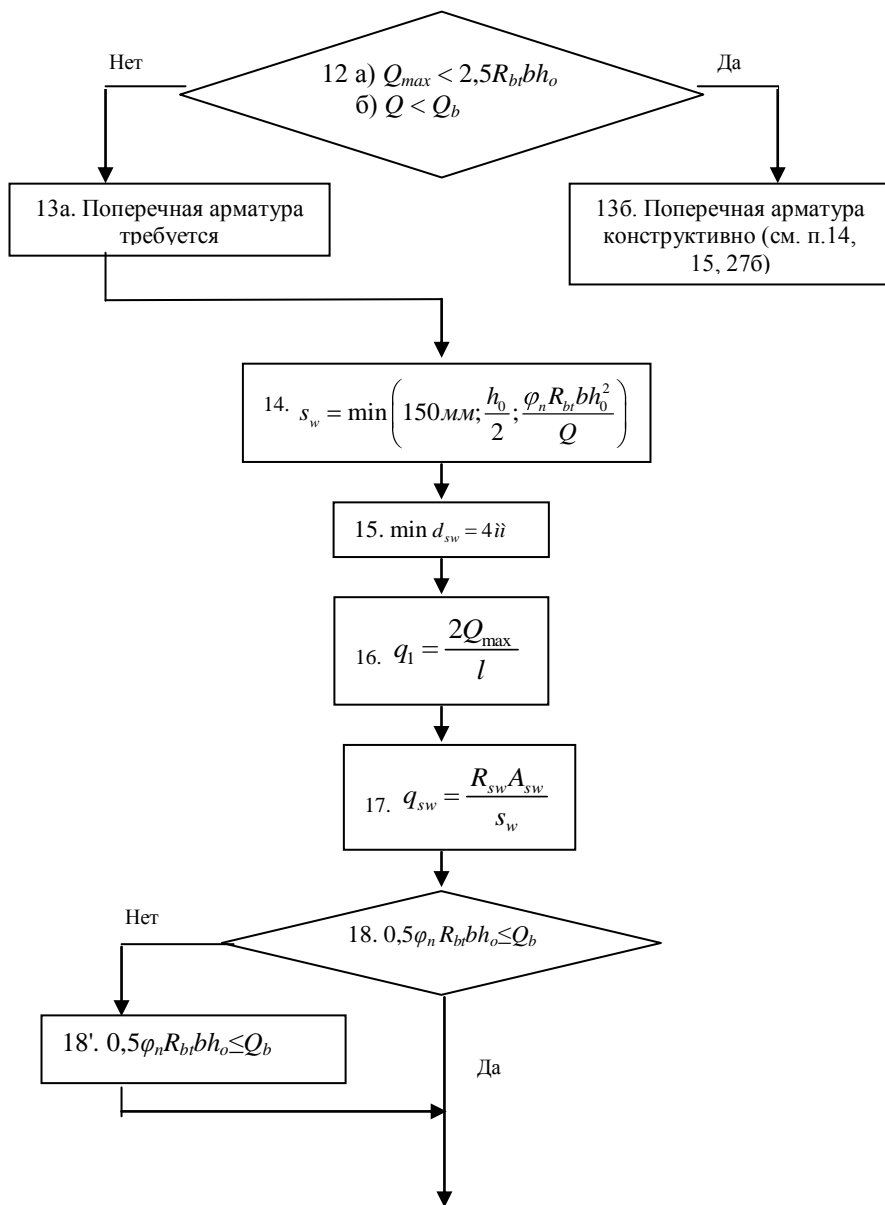 Нет
Да
12 а) Q_max < 2,5R_bt bh_o
б) Q < Q_b
13а. Поперечная арматура
требуется
13б. Поперечная арматура
конструктивно (см. п.14,
15, 27б)
14. s_w = min(150мм; h_0/2; φ_n R_bt bh_0^2/Q)
15. min d_sw = 4ìì
16. q_1 = 2Q_max/l
17. q_sw = R_sw A_sw/s_w
Нет
18. 0,5φ_n R_bt bh_o≤Q_b
18'. 0,5φ_n R_bt bh_o≤Q_b
Да